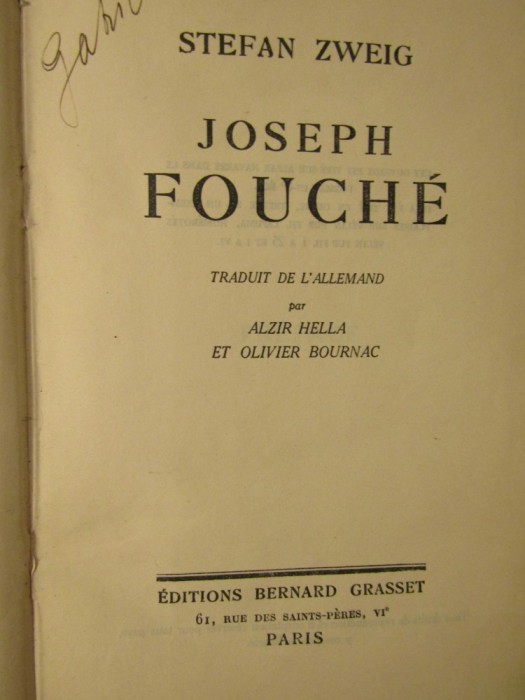 STEFAN ZWEIG
JOSEPH
FOUCHÉ
TRADUIT DE L'ALLEMAND
par
ALZIR HELLA
ET OLIVIER BOURNAC
ÉDITIONS BERNARD GRASSET
61, RUE DES SAINTS-PÈRES, VIᵉ
PARIS